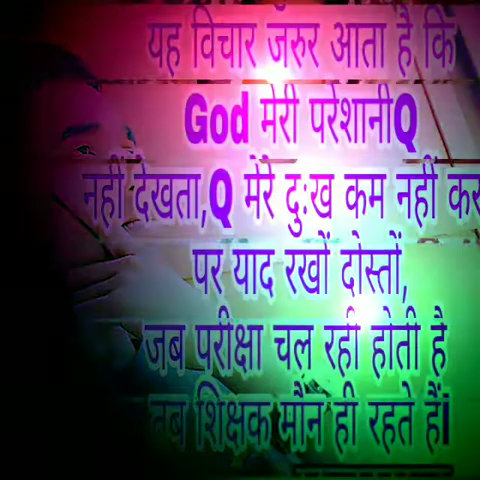 यह विचार जरुर आता है कि
God मेरी परेशानीQ
नहीं देखता,Q मेरे दुःख कम नहीं कर
पर याद रखों दोस्तों,
जब परीक्षा चल रही होती है
तब शिक्षक मौन ही रहते हैं।